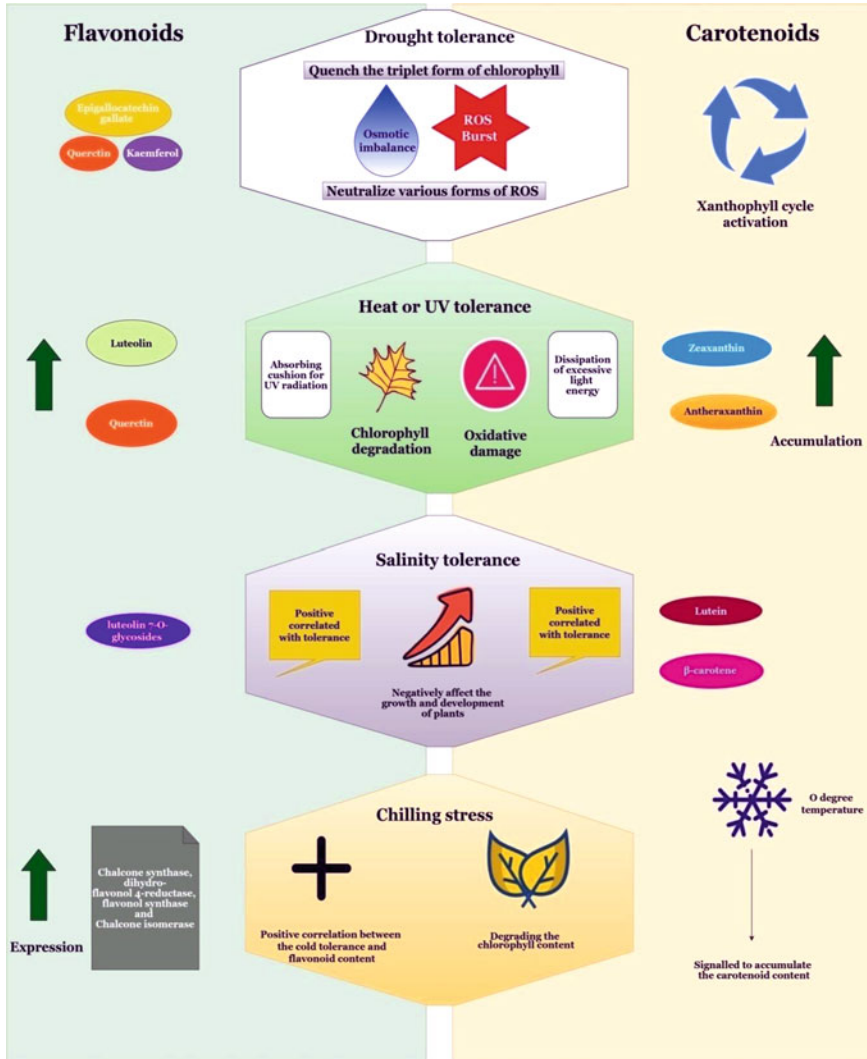 Flavonoids
Drought tolerance
Carotenoids
Quench the triplet form of chlorophyll
Epigallocatechin
gallate
Querctin
Kaemferol
Osmotic
imbalance
ROS
Burst
Neutralize various forms of ROS
Xanthophyll cycle
activation
Heat or UV tolerance
Luteolin
Querctin
Absorbing
cushion for
UV radiation
Chlorophyll
degradation
Oxidative
damage
Dissipation
of excessive
light
energy
Zeaxanthin
Antheraxanthin
Accumulation
Salinity tolerance
luteolin 7-O-
glycosides
Positive
correlated
with tolerance
Negatively affect the
growth and development
of plants
Positive
correlated
with tolerance
Lutein
β-carotene
Chilling stress
Expression
Chalcone synthase,
dihydro-
flavonol 4-reductase,
flavonol synthase
and
Chalcone isomerase
Positive correlation between
the cold tolerance and
flavonoid content
Degrading the
chlorophyll content
O degree
temperature
Signalled to accumulate
the carotenoid content